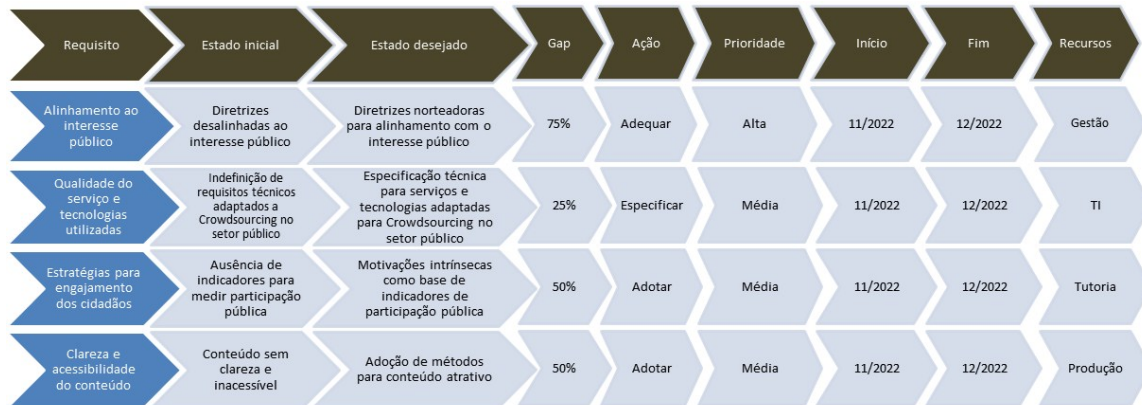 Requisito
Estado inicial
Estado desejado
Gap
Ação
Prioridade
Início
Fim
Recursos
Alinhamento ao
interesse
público
Diretrizes
desalinhadas ao
interesse público
Diretrizes norteadoras
para alinhamento com o
interesse público
75%
Adequar
Alta
11/2022
12/2022
Gestão
Qualidade do
serviço e
tecnologias
utilizadas
Indefinição de
requisitos técnicos
adaptados a
Crowdsourcing no
setor público
Especificação técnica
para serviços e
tecnologias adaptadas
para Crowdsourcing no
setor público
25%
Especificar
Média
11/2022
12/2022
TI
Estratégias para
engajamento
dos cidadãos
Ausência de
indicadores para
medir participação
pública
Motivações intrínsecas
como base de
indicadores de
participação pública
50%
Adotar
Média
11/2022
12/2022
Tutoria
Clareza e
acessibilidade
do conteúdo
Conteúdo sem
clareza e
inacessível
Adoção de métodos
para conteúdo atrativo
50%
Adotar
Média
11/2022
12/2022
Produção